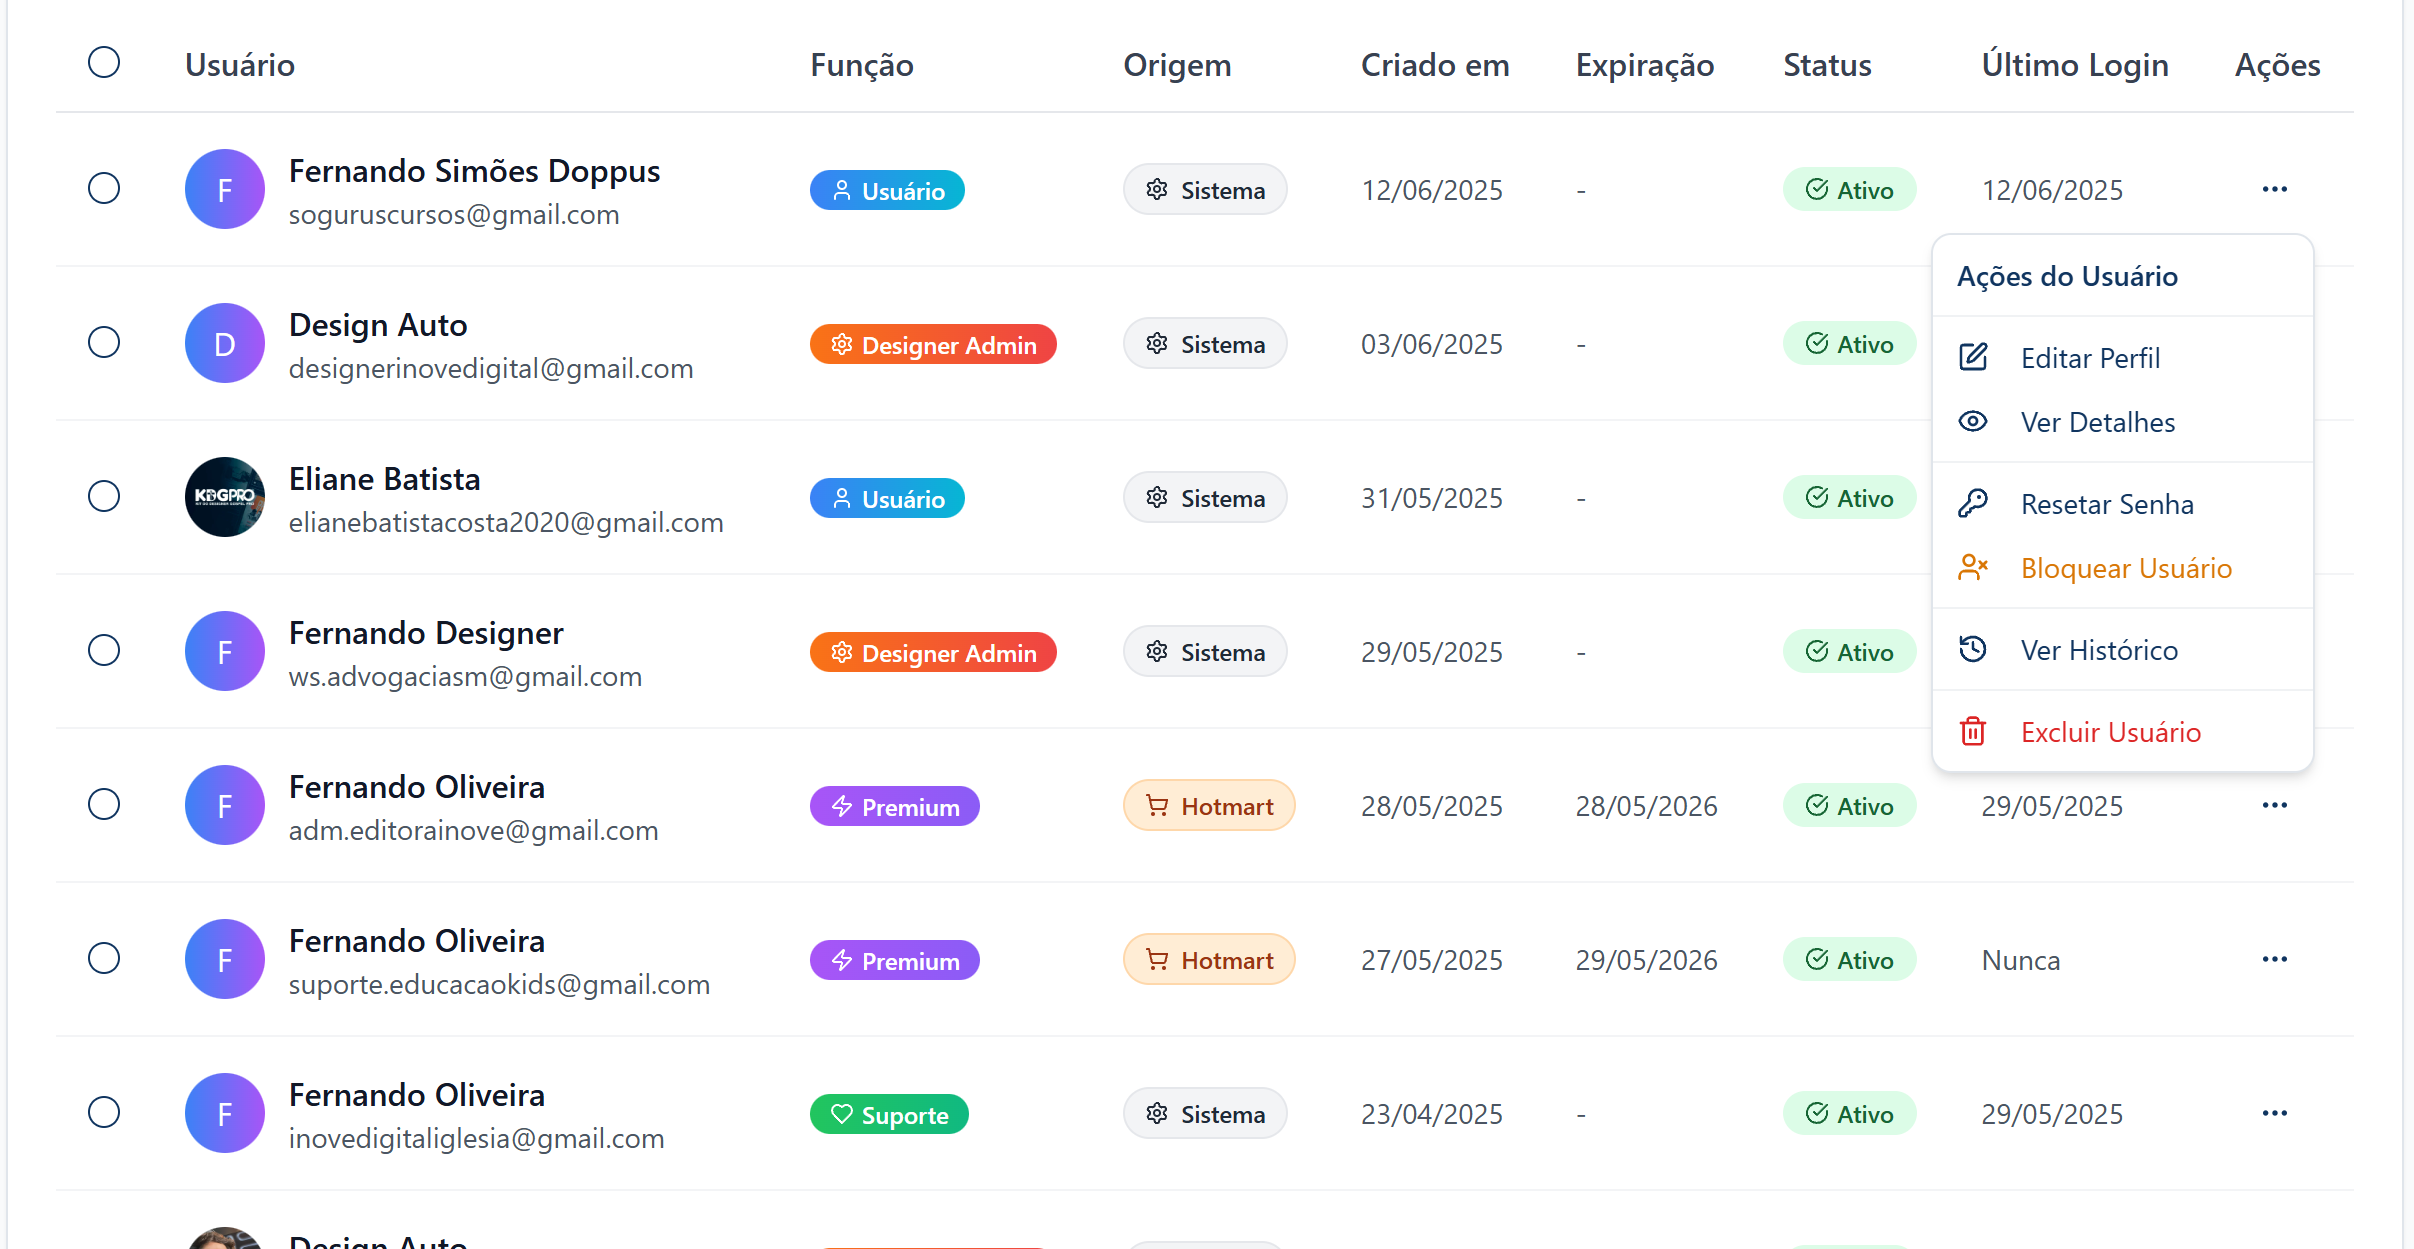 Usuário Função Origem Criado em Expiração Status Último Login Ações
F Fernando Simões Doppus Usuário Sistema 12/06/2025 - Ativo 12/06/2025 ...
soguruscursos@gmail.com
Ações do Usuário
Editar Perfil
Ver Detalhes
Resetar Senha
Bloquear Usuário
Ver Histórico
Excluir Usuário
D Design Auto Designer Admin Sistema 03/06/2025 - Ativo
designerinovedigital@gmail.com
KDGPRO Eliane Batista Usuário Sistema 31/05/2025 - Ativo
elianebatistacosta2020@gmail.com
F Fernando Designer Designer Admin Sistema 29/05/2025 - Ativo
ws.advogaciasm@gmail.com
F Fernando Oliveira Premium Hotmart 28/05/2025 28/05/2026 Ativo 29/05/2025 ...
adm.editorainove@gmail.com
F Fernando Oliveira Premium Hotmart 27/05/2025 29/05/2026 Ativo Nunca ...
suporte.educacaokids@gmail.com
F Fernando Oliveira Suporte Sistema 23/04/2025 - Ativo 29/05/2025 ...
inovedigitaliglesia@gmail.com
Design Auto